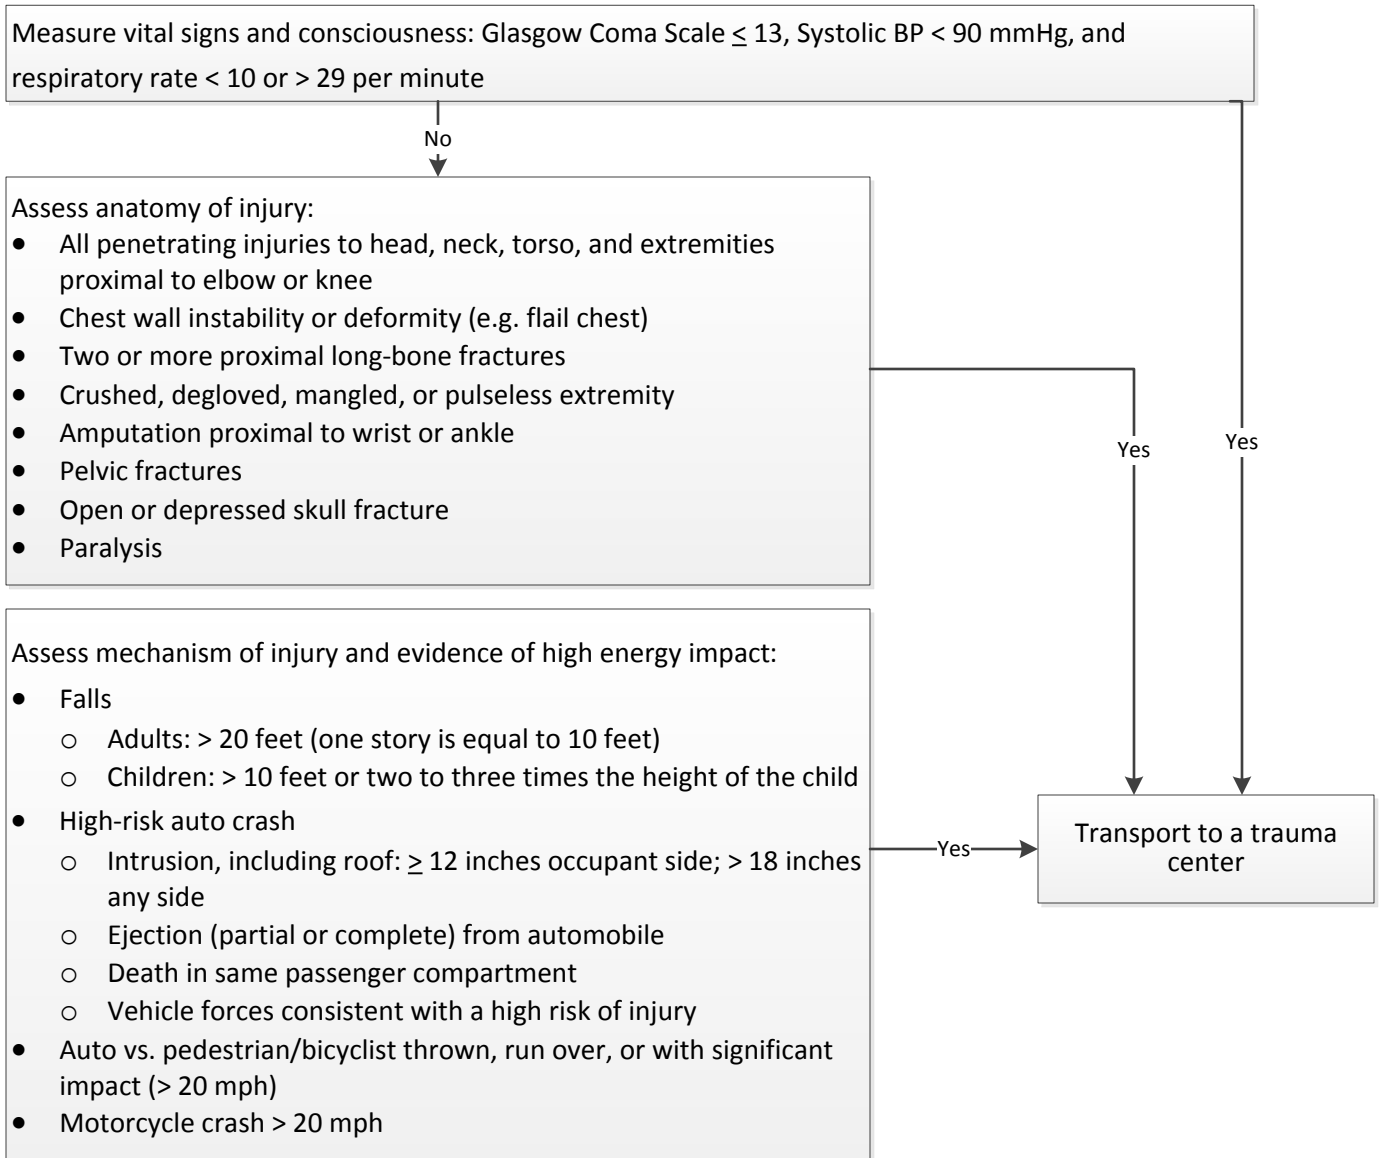 Measure vital signs and consciousness: Glasgow Coma Scale ≤ 13, Systolic BP < 90 mmHg, and
respiratory rate < 10 or > 29 per minute
No
Assess anatomy of injury:
• All penetrating injuries to head, neck, torso, and extremities
proximal to elbow or knee
• Chest wall instability or deformity (e.g. flail chest)
• Two or more proximal long-bone fractures
• Crushed, degloved, mangled, or pulseless extremity
• Amputation proximal to wrist or ankle
• Pelvic fractures
• Open or depressed skull fracture
• Paralysis
Yes
Yes
Assess mechanism of injury and evidence of high energy impact:
• Falls
o Adults: > 20 feet (one story is equal to 10 feet)
o Children: > 10 feet or two to three times the height of the child
• High-risk auto crash
o Intrusion, including roof: ≥ 12 inches occupant side; > 18 inches
any side
o Ejection (partial or complete) from automobile
o Death in same passenger compartment
o Vehicle forces consistent with a high risk of injury
• Auto vs. pedestrian/bicyclist thrown, run over, or with significant
impact (> 20 mph)
• Motorcycle crash > 20 mph
Yes
Transport to a trauma
center